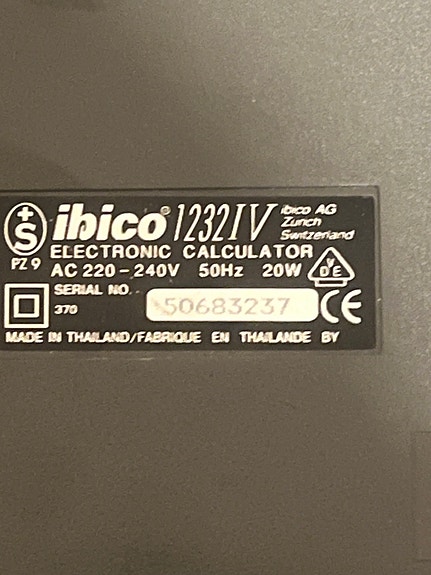 ibico® 1232IV ibico AG
Zurich
Switzerland
+S
PZ 9
ELECTRONIC CALCULATOR
AC 220-240V 50Hz 20W
VDE
SERIAL NO.
370
50683237
CE
MADE IN THAILAND/FABRIQUE EN THAILANDE BY